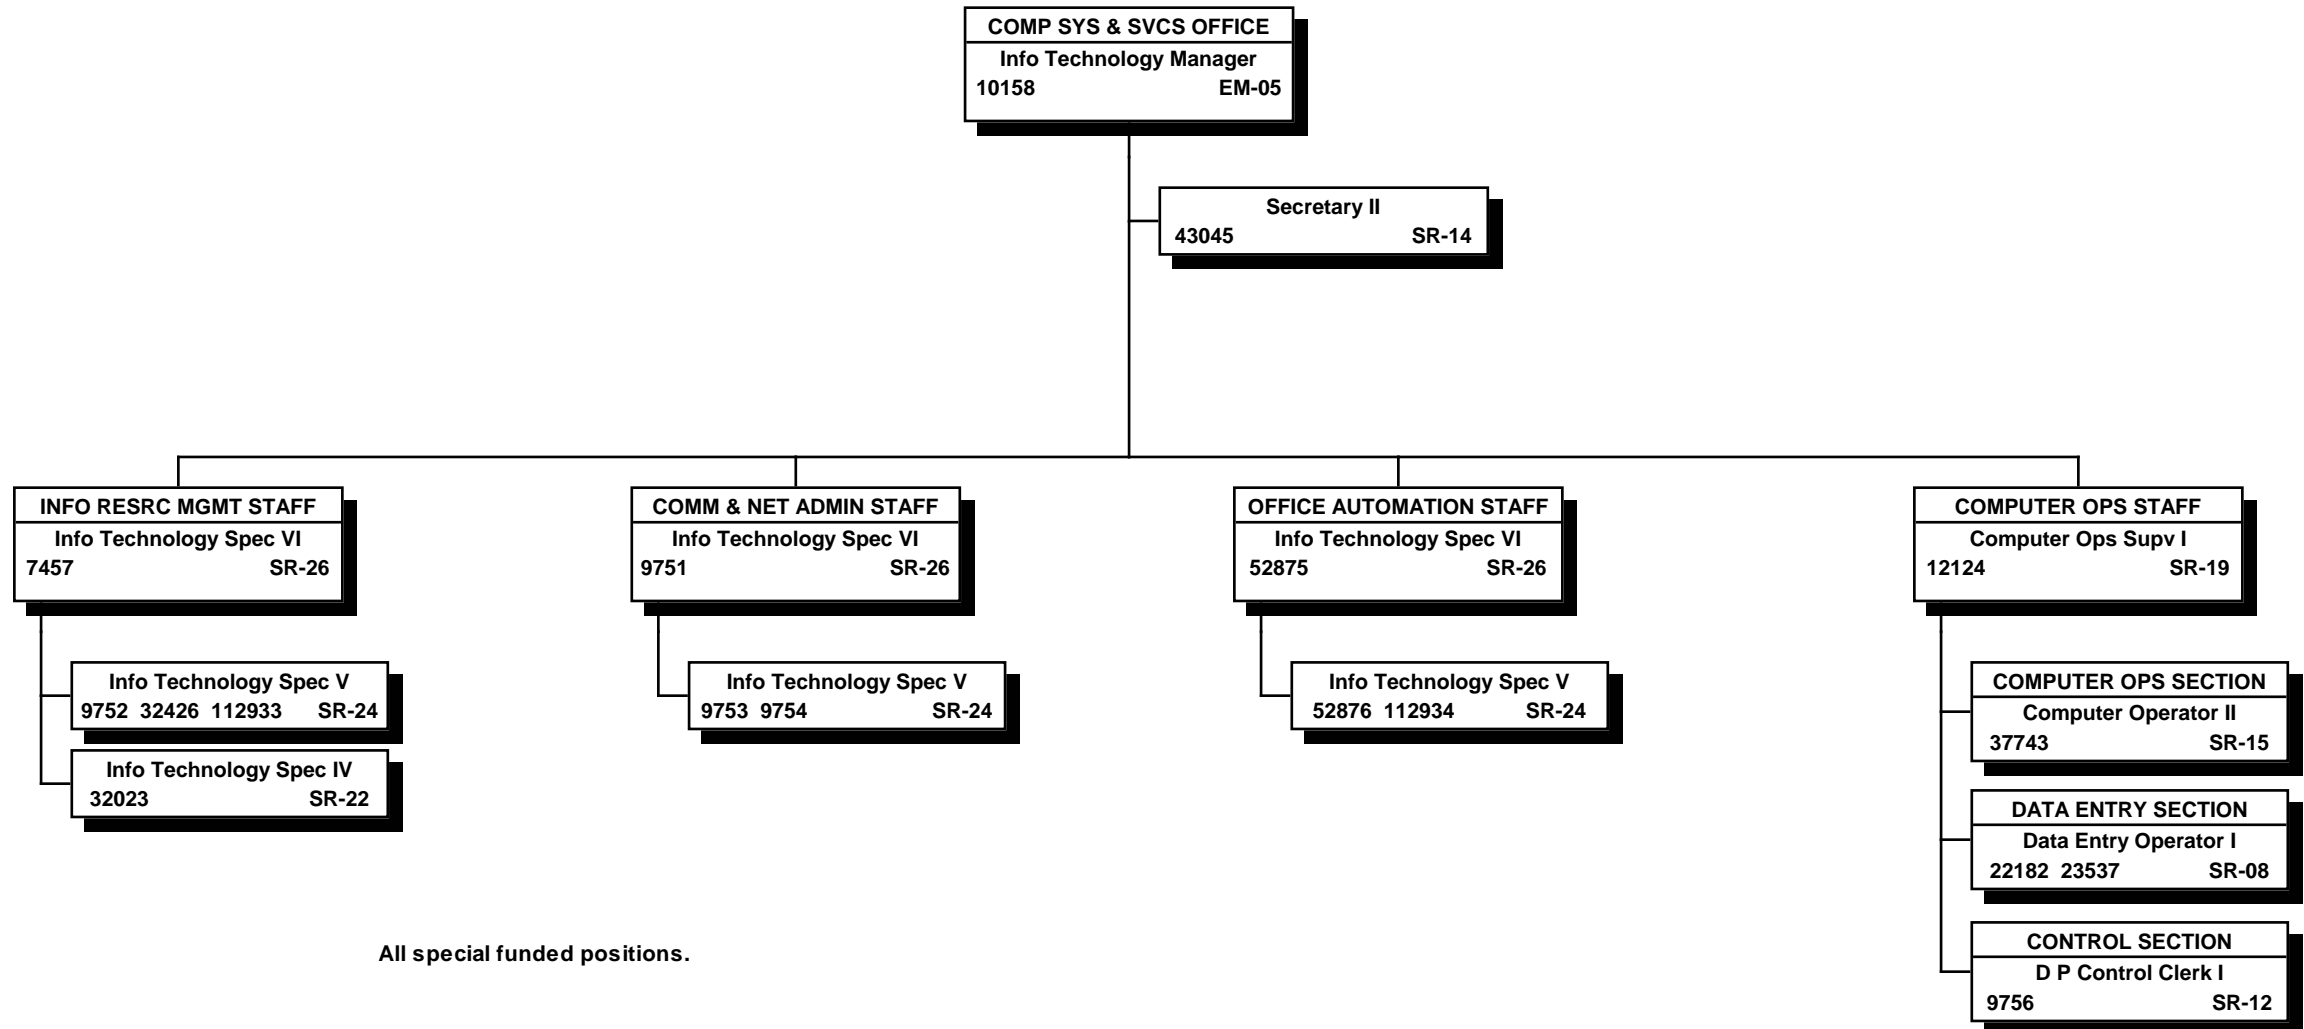 COMP SYS & SVCS OFFICE
Info Technology Manager
10158 EM-05
Secretary II
43045 SR-14
INFO RESRC MGMT STAFF
Info Technology Spec VI
7457 SR-26
Info Technology Spec V
9752 32426 112933 SR-24
Info Technology Spec IV
32023 SR-22
COMM & NET ADMIN STAFF
Info Technology Spec VI
9751 SR-26
Info Technology Spec V
9753 9754 SR-24
OFFICE AUTOMATION STAFF
Info Technology Spec VI
52875 SR-26
Info Technology Spec V
52876 112934 SR-24
COMPUTER OPS STAFF
Computer Ops Supv I
12124 SR-19
COMPUTER OPS SECTION
Computer Operator II
37743 SR-15
DATA ENTRY SECTION
Data Entry Operator I
22182 23537 SR-08
CONTROL SECTION
D P Control Clerk I
9756 SR-12
All special funded positions.